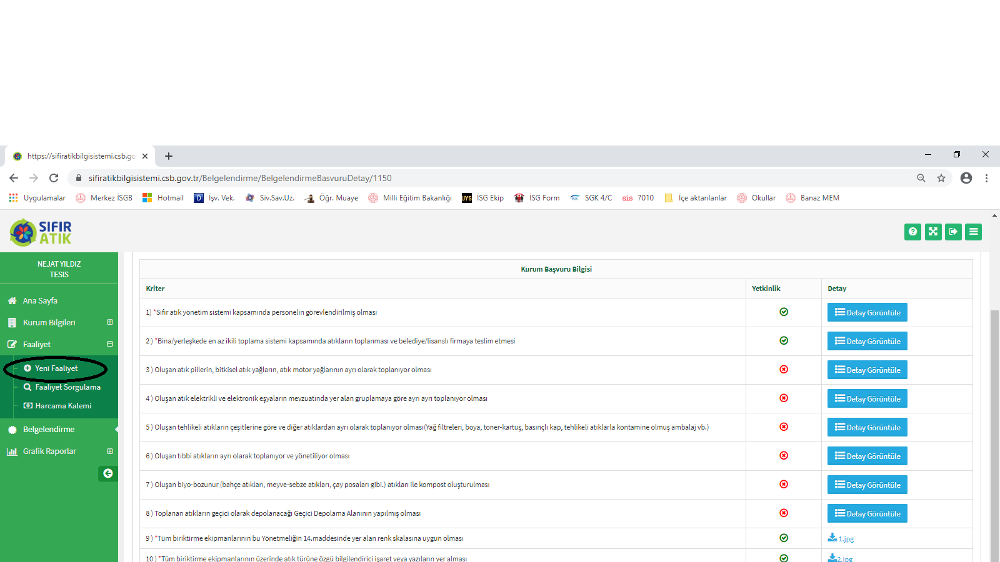 https://sifiratikbilgisistemi.csb.go
sifiratikbilgisistemi.csb.gov.tr/Belgelendirme/BelgelendirmeBasvuruDetay/1150
Uygulamalar Merkez İSGB Hotmail D İşv. Vek. Siv.Sav.Uz. Öğr. Muaye Milli Eğitim Bakanlığı UYS İSG Ekip İSG Form SGK 4/C sis 7010 İçe aktarılanlar Okullar Banaz MEM
SIFIR
ATIK
NEJAT YILDIZ
TESIS
Ana Sayfa
Kurum Bilgileri
Faaliyet
Yeni Faaliyet
Faaliyet Sorgulama
Harcama Kalemi
Belgelendirme
Grafik Raporlar
Kurum Başvuru Bilgisi
Kriter Yetkinlik Detay
1) *Sıfır atık yönetim sistemi kapsamında personelin görevlendirilmiş olması Detay Görüntüle
2 ) *Bina/yerleşkede en az ikili toplama sistemi kapsamında atıkların toplanması ve belediye/lisanslı firmaya teslim etmesi Detay Görüntüle
3 ) Oluşan atık pillerin, bitkisel atık yağların, atık motor yağlarının ayrı olarak toplanıyor olması Detay Görüntüle
4 ) Oluşan atık elektrikli ve elektronik eşyaların mevzuatında yer alan gruplamaya göre ayrı ayrı toplanıyor olması Detay Görüntüle
5 ) Oluşan tehlikeli atıkların çeşitlerine göre ve diğer atıklardan ayrı olarak toplanıyor olması(Yağ filtreleri, boya, toner-kartuş, basınçlı kap, tehlikeli atıklarla kontamine olmuş ambalaj vb.) Detay Görüntüle
6 ) Oluşan tıbbi atıkların ayrı olarak toplanıyor ve yönetiliyor olması Detay Görüntüle
7 ) Oluşan biyo-bozunur (bahçe atıkları, meyve-sebze atıkları, çay posaları gibi.) atıkları ile kompost oluşturulması Detay Görüntüle
8 ) Toplanan atıkların geçici olarak depolanacağı Geçici Depolama Alanının yapılmış olması Detay Görüntüle
9 ) *Tüm biriktirme ekipmanlarının bu Yönetmeliğin 14.maddesinde yer alan renk skalasına uygun olması 1.jpg
10 ) *Tüm biriktirme ekipmanlarının üzerinde atık türüne özgü bilgilendirici işaret veya yazıların yer alması 2.jpg